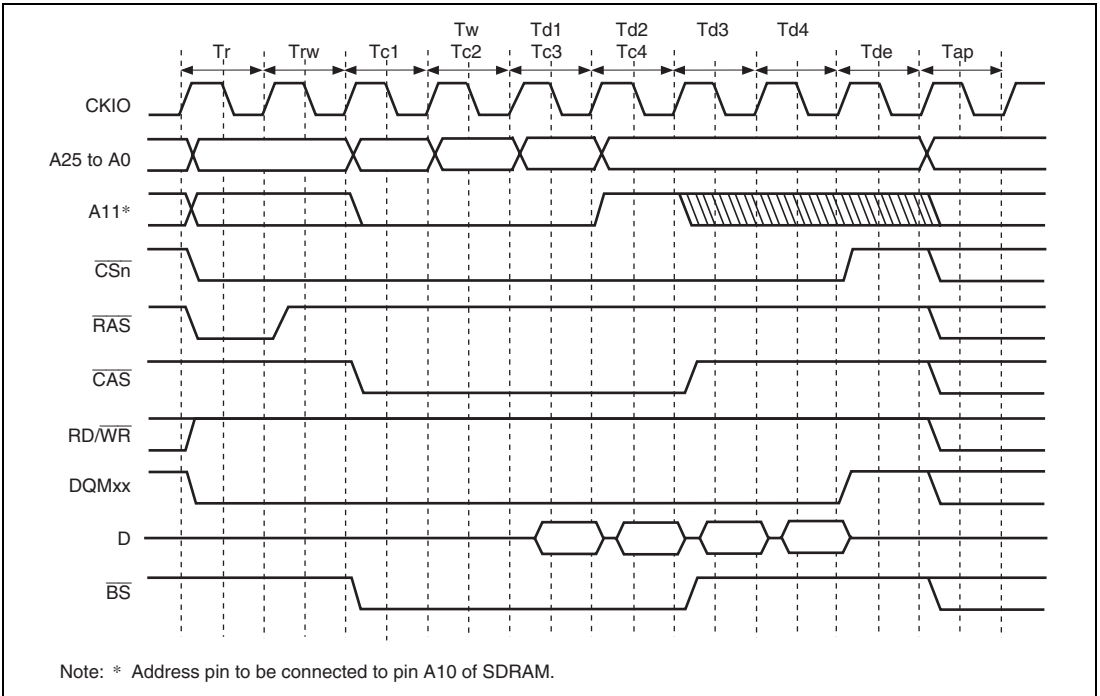 Tw Td1 Td2 Td3 Td4
Tr Trw Tc1 Tc2 Tc3 Tc4 Tde Tap
CKIO
A25 to A0
A11*
CSn
RAS
CAS
RD/WR
DQMxx
D
BS
Note: * Address pin to be connected to pin A10 of SDRAM.